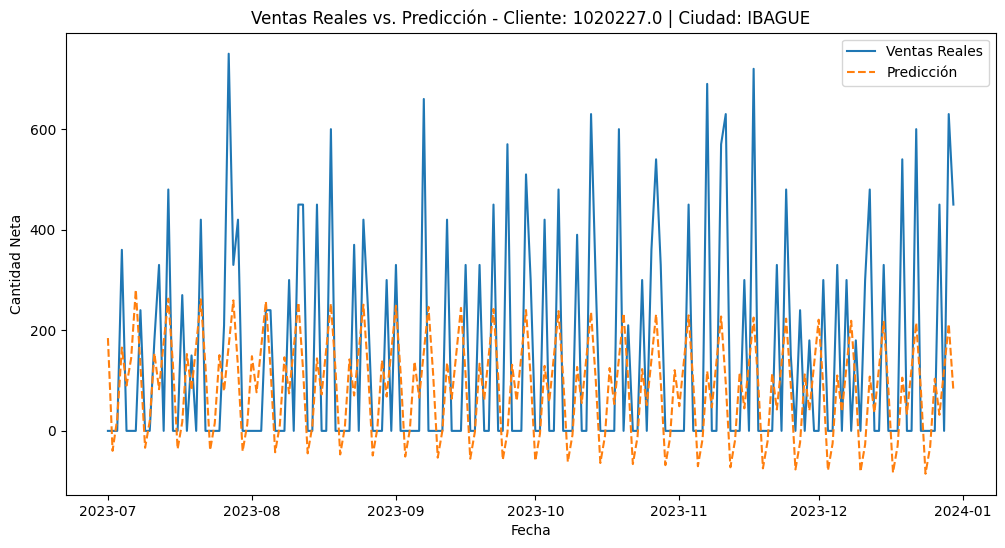 Ventas Reales vs. Predicción - Cliente: 1020227.0 | Ciudad: IBAGUE
Ventas Reales
Predicción
Cantidad Neta
600
400
200
0
2023-07
2023-08
2023-09
2023-10
2023-11
2023-12
2024-01
Fecha